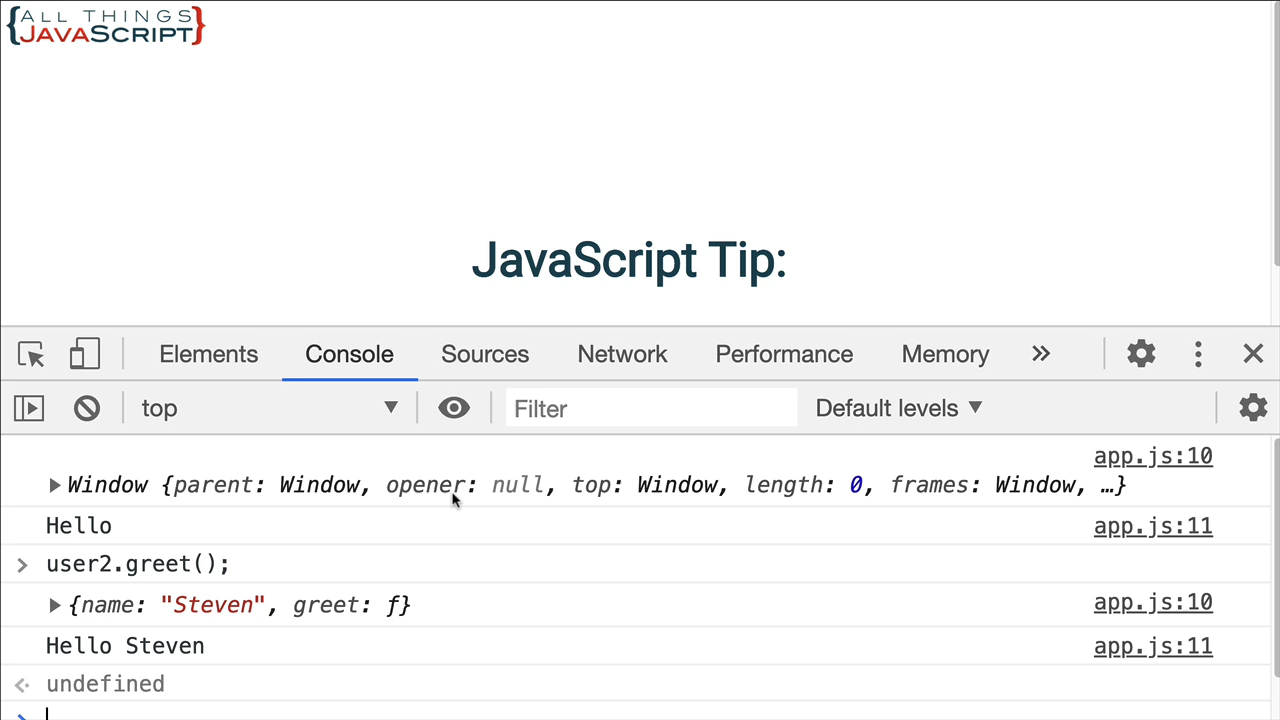 {ALL THINGS
JAVASCRIPT}
JavaScript Tip:
Elements Console Sources Network Performance Memory »
top ▼ Filter Default levels ▼
app.js:10
▶Window {parent: Window, opener: null, top: Window, length: 0, frames: Window, …}
Hello app.js:11
> user2.greet();
▶{name: "Steven", greet: ƒ} app.js:10
Hello Steven app.js:11
<· undefined
>